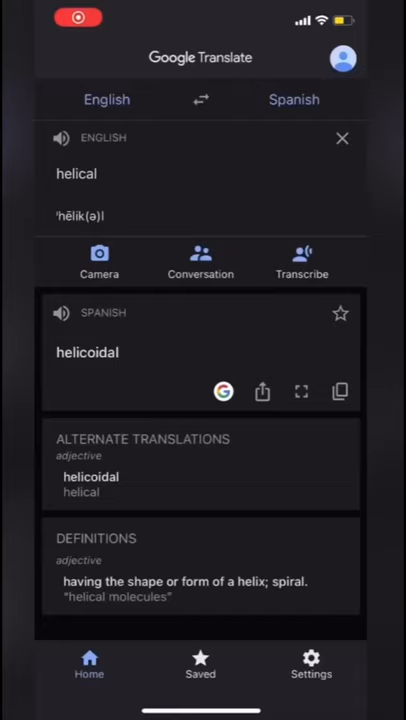 Google Translate
English
Spanish
ENGLISH
helical
ˈhēlik(ə)l
Camera
Conversation
Transcribe
SPANISH
helicoidal
ALTERNATE TRANSLATIONS
adjective
helicoidal
helical
DEFINITIONS
adjective
having the shape or form of a helix; spiral.
"helical molecules"
Home
Saved
Settings